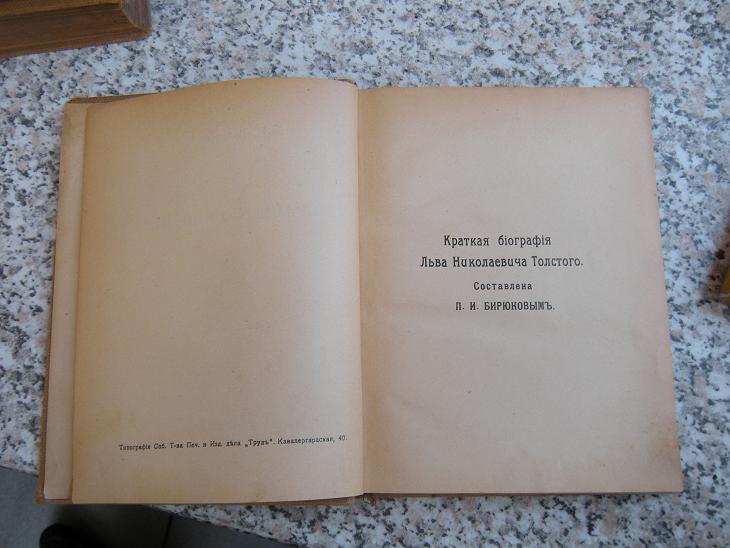 Типографія Спб. Т-ва Печ. и Изд. дѣла „Трудъ“. Кавалергардская, 40.
Краткая біографія
Льва Николаевича Толстого.
Составлена
П. И. БИРЮКОВЫМЪ.